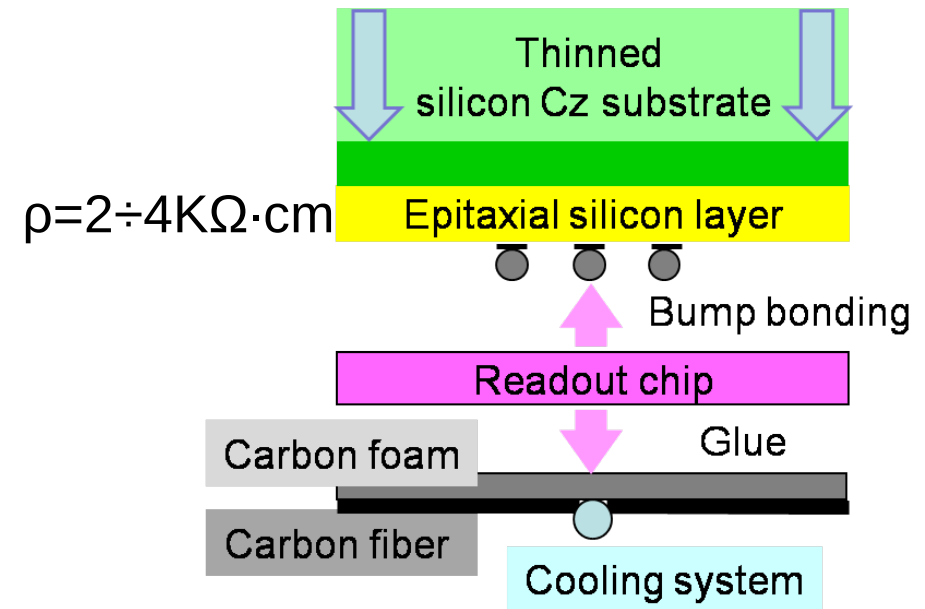 Thinned
silicon Cz substrate
ρ=2÷4KΩ·cm
Epitaxial silicon layer
Bump bonding
Readout chip
Glue
Carbon foam
Carbon fiber
Cooling system